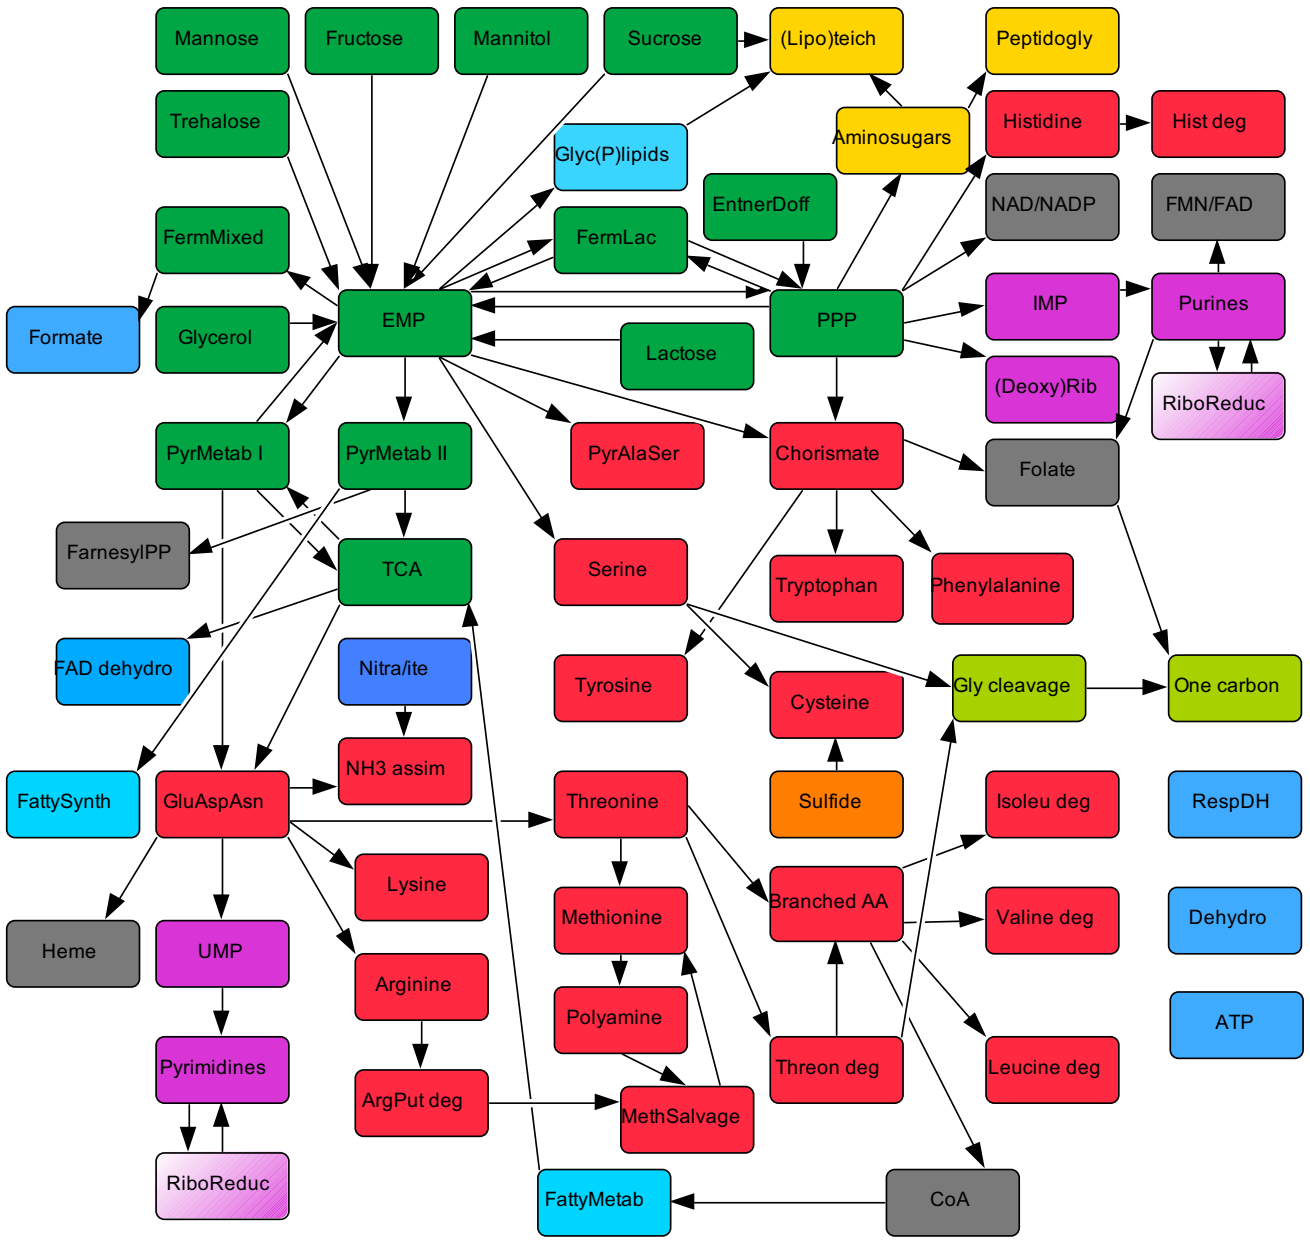 Mannose
Fructose
Mannitol
Sucrose
(Lipo)teich
Peptidogly
Trehalose
Glyc(P)lipids
Aminosugars
Histidine
Hist deg
FermMixed
FermLac
EntnerDoff
NAD/NADP
FMN/FAD
Formate
Glycerol
EMP
Lactose
PPP
IMP
Purines
(Deoxy)Rib
RiboReduc
PyrMetab I
PyrMetab II
PyrAlaSer
Chorismate
Folate
FarnesylPP
TCA
Serine
Tryptophan
Phenylalanine
FAD dehydro
Nitra/ite
Tyrosine
Cysteine
Gly cleavage
One carbon
FattySynth
GluAspAsn
NH3 assim
Threonine
Sulfide
Isoleu deg
RespDH
Lysine
Methionine
Branched AA
Valine deg
Dehydro
Heme
UMP
Arginine
Polyamine
ATP
Pyrimidines
ArgPut deg
MethSalvage
Threon deg
Leucine deg
RiboReduc
FattyMetab
CoA